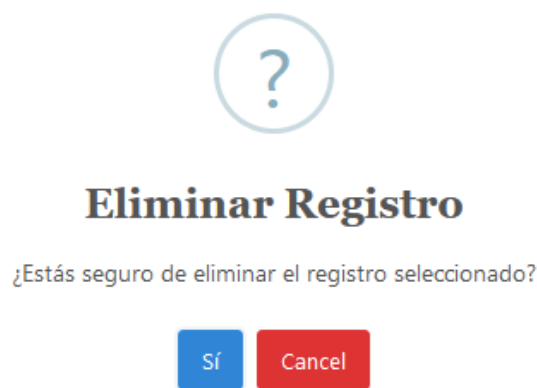 ?
Eliminar Registro
¿Estás seguro de eliminar el registro seleccionado?
Sí Cancel